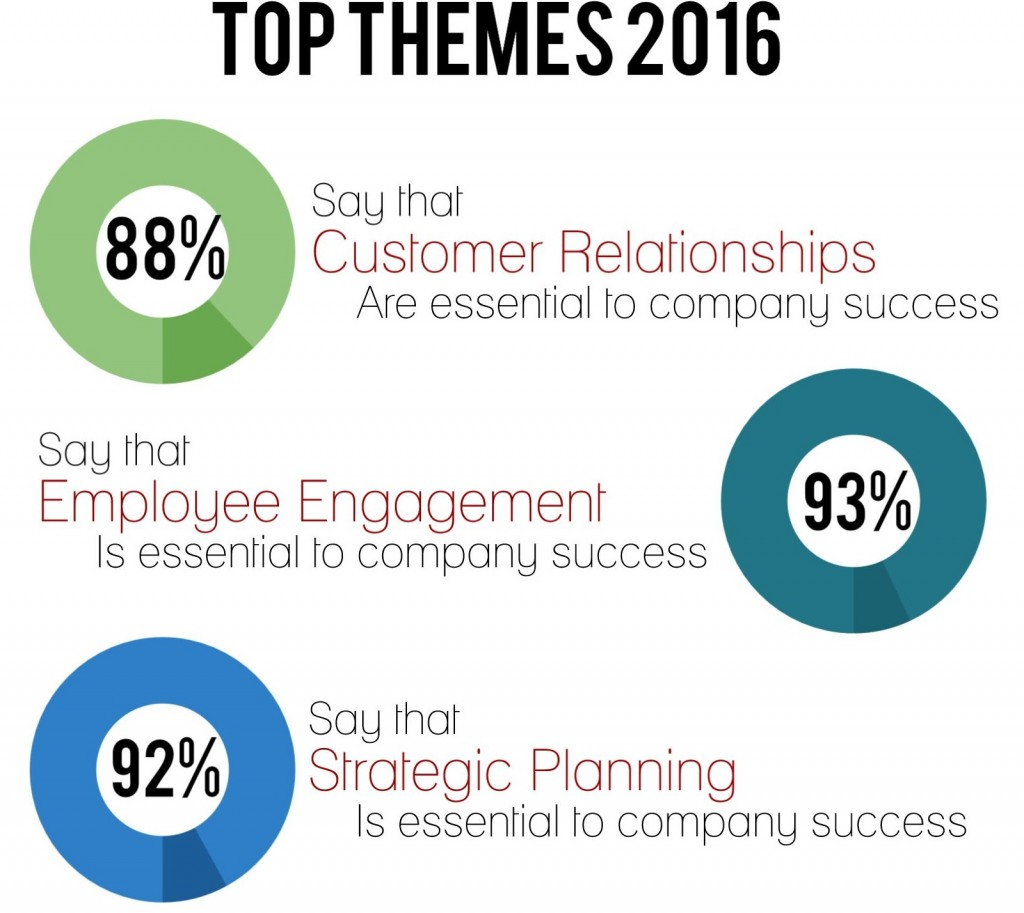 TOP THEMES 2016
88%
Say that
Customer Relationships
Are essential to company success
Say that
Employee Engagement
Is essential to company success
93%
92%
Say that
Strategic Planning
Is essential to company success